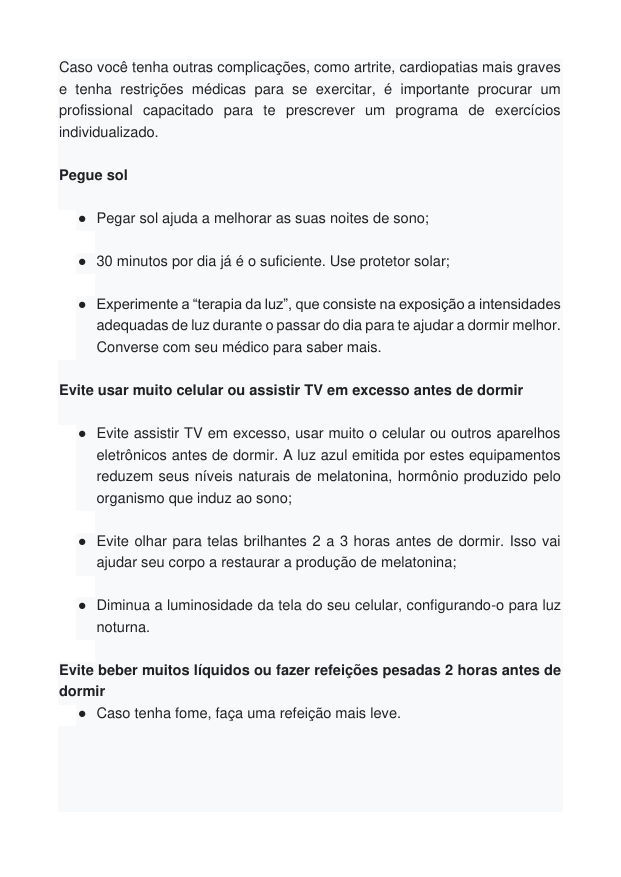 Caso você tenha outras complicações, como artrite, cardiopatias mais graves
e tenha restrições médicas para se exercitar, é importante procurar um
profissional capacitado para te prescrever um programa de exercícios
individualizado.
Pegue sol
● Pegar sol ajuda a melhorar as suas noites de sono;
● 30 minutos por dia já é o suficiente. Use protetor solar;
● Experimente a “terapia da luz”, que consiste na exposição a intensidades
adequadas de luz durante o passar do dia para te ajudar a dormir melhor.
Converse com seu médico para saber mais.
Evite usar muito celular ou assistir TV em excesso antes de dormir
● Evite assistir TV em excesso, usar muito o celular ou outros aparelhos
eletrônicos antes de dormir. A luz azul emitida por estes equipamentos
reduzem seus níveis naturais de melatonina, hormônio produzido pelo
organismo que induz ao sono;
● Evite olhar para telas brilhantes 2 a 3 horas antes de dormir. Isso vai
ajudar seu corpo a restaurar a produção de melatonina;
● Diminua a luminosidade da tela do seu celular, configurando-o para luz
noturna.
Evite beber muitos líquidos ou fazer refeições pesadas 2 horas antes de
dormir
● Caso tenha fome, faça uma refeição mais leve.